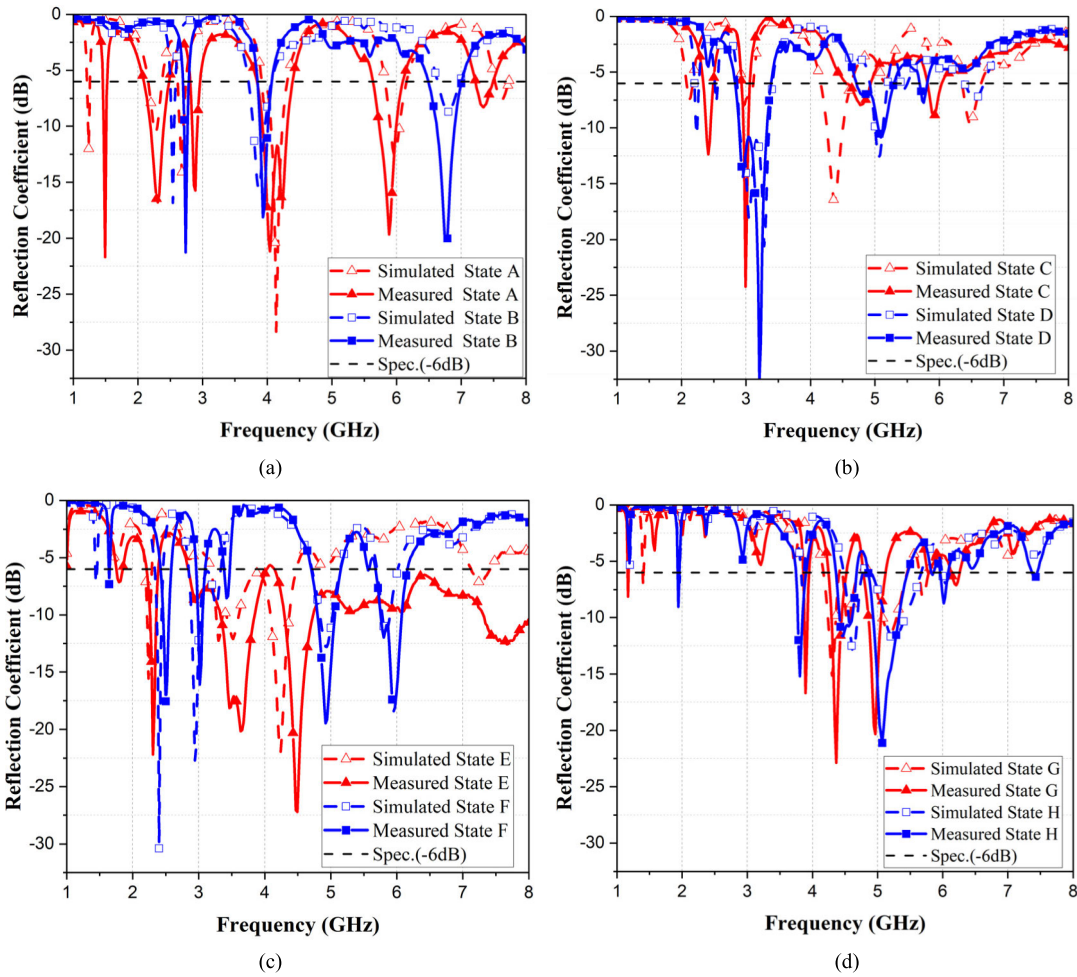 0
-5
-10
-15
-20
-25
-30
Reflection Coefficient (dB)
Simulated State A
Measured State A
Simulated State B
Measured State B
Spec.(-6dB)
1 2 3 4 5 6 7 8
Frequency (GHz)
(a)
0
-5
-10
-15
-20
-25
-30
Reflection Coefficient (dB)
Simulated State C
Measured State C
Simulated State D
Measured State D
Spec.(-6dB)
1 2 3 4 5 6 7 8
Frequency (GHz)
(b)
0
-5
-10
-15
-20
-25
-30
Reflection Coefficient (dB)
Simulated State E
Measured State E
Simulated State F
Measured State F
Spec.(-6dB)
1 2 3 4 5 6 7 8
Frequency (GHz)
(c)
0
-5
-10
-15
-20
-25
-30
Reflection Coefficient (dB)
Simulated State G
Measured State G
Simulated State H
Measured State H
Spec.(-6dB)
1 2 3 4 5 6 7 8
Frequency (GHz)
(d)